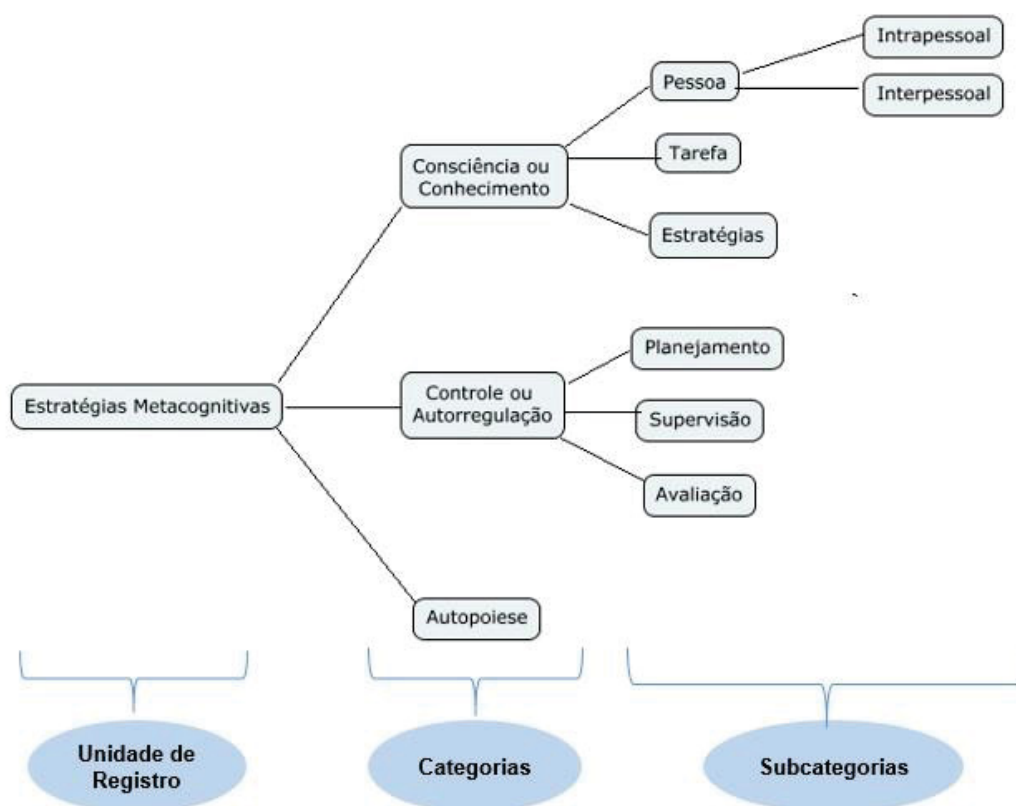 Intrapessoal
Pessoa
Interpessoal
Consciência ou
Conhecimento
Tarefa
Estratégias
Estratégias Metacognitivas
Controle ou
Autorregulação
Planejamento
Supervisão
Avaliação
Autopoiese
Unidade de
Registro
Categorias
Subcategorias